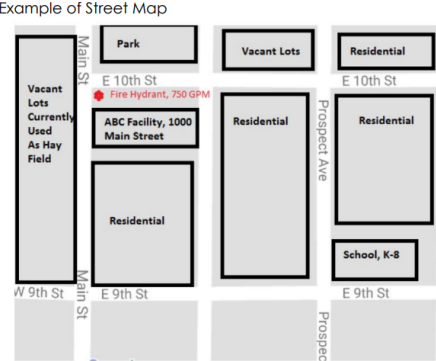 Example of Street Map
Park
Vacant Lots
Residential
Main St
E 10th St
E 10th St
Fire Hydrant, 750 GPM
Vacant
Lots
Currently
Used
As Hay
Field
ABC Facility, 1000
Main Street
Residential
Prospect Ave
Residential
Residential
School, K-8
W 9th St
Main St
E 9th St
E 9th St
Prospec